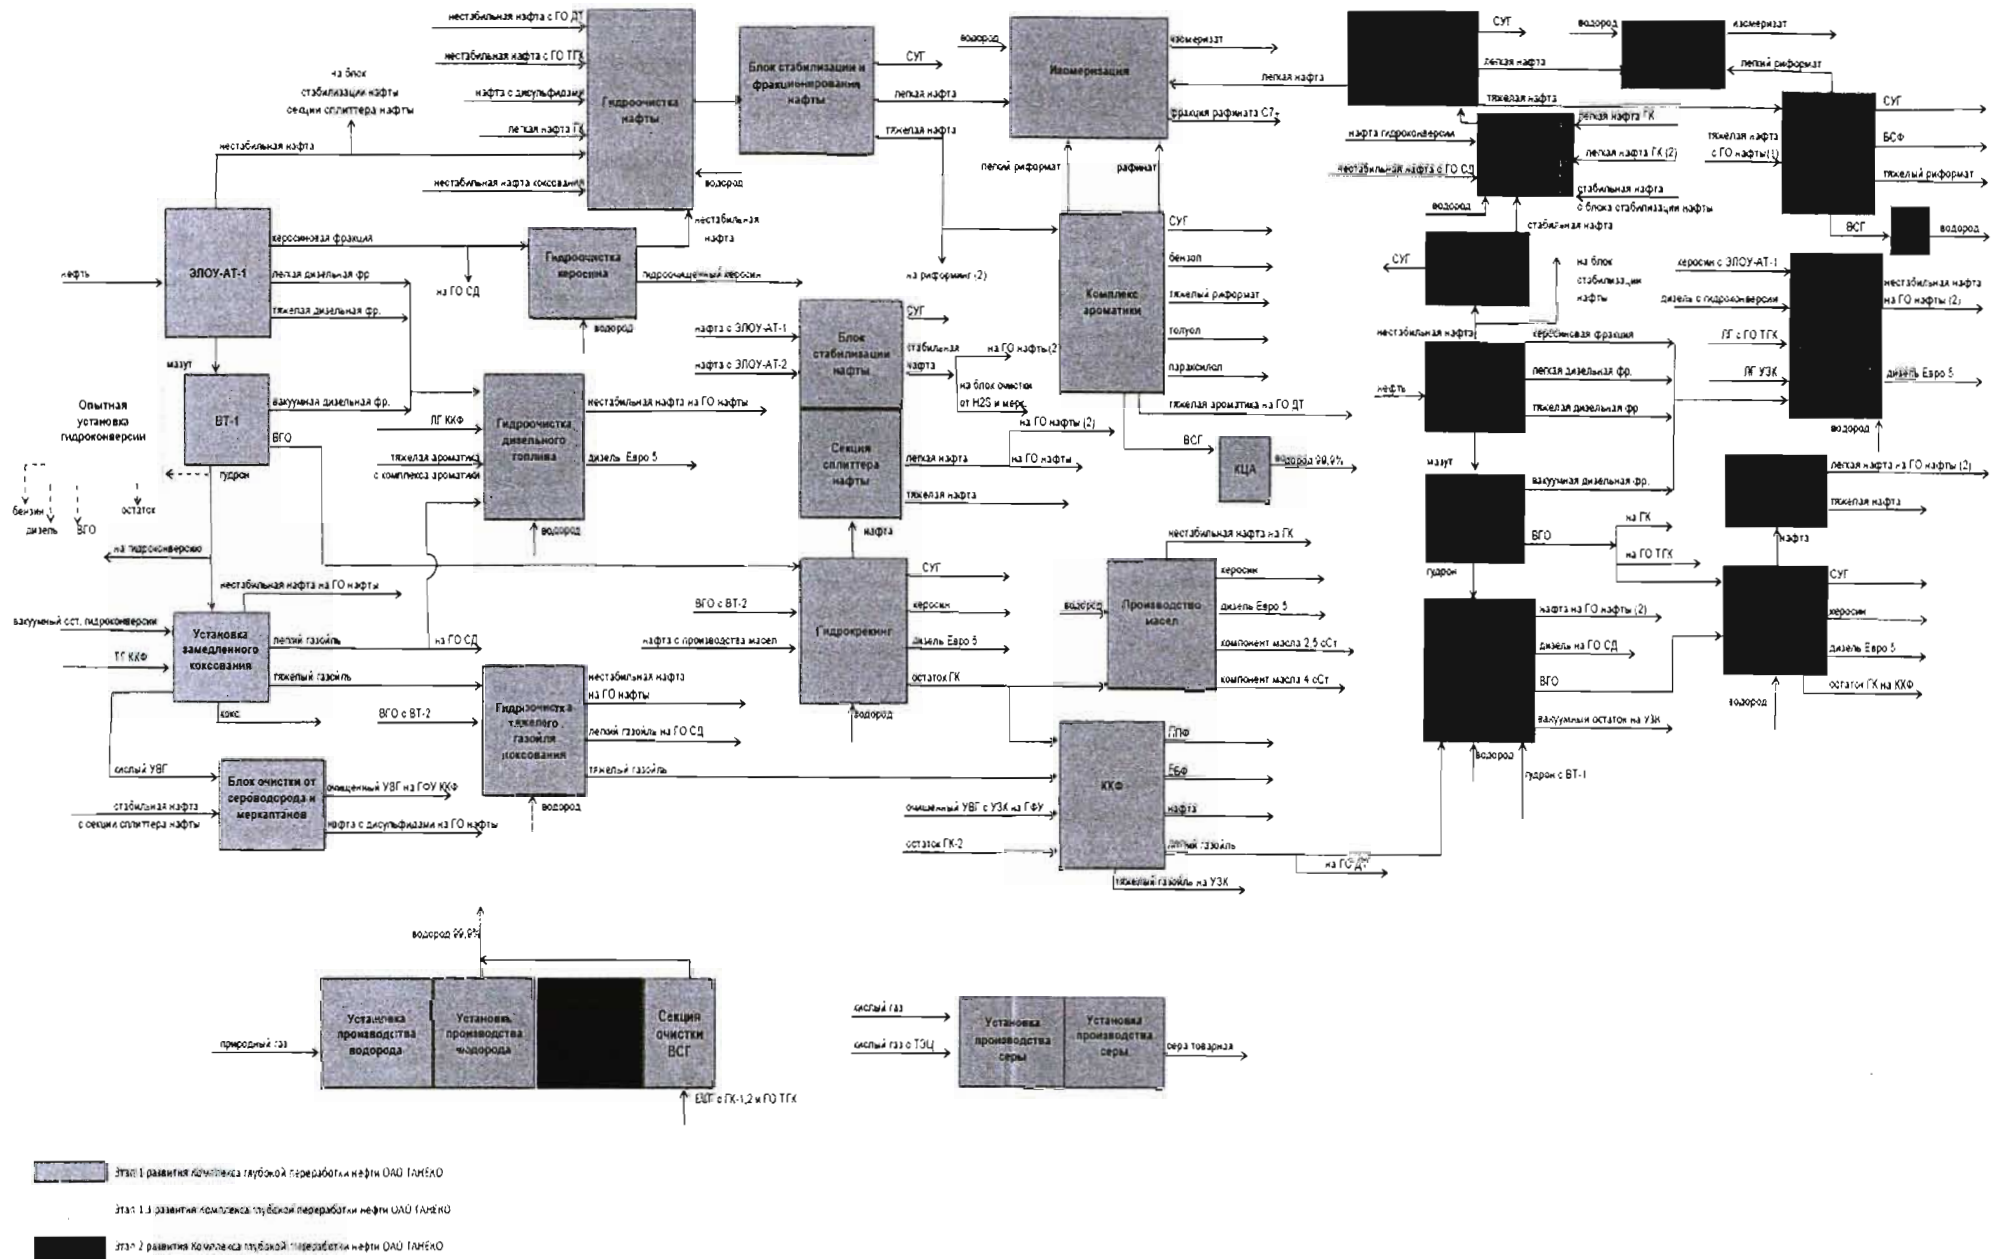 нестабильная нафта с ГО ДТ
нестабильная нафта с ГО ТГК
нафта с дисульфидами
легкая нафта ГК
нестабильная нафта
нестабильная нафта коксования
на блок
стабилизации нафты
секции сплиттера нафты
Гидроочистка
нафты
водород
Блок стабилизации и
фракционирования
нафты
СУГ
легкая нафта
тяжелая нафта
на риформинг (2)
водород
Изомеризация
изомеризат
легкая нафта
фракция рафината С7+
легкий риформат
рафинат
нефть
ЭЛОУ-АТ-1
керосиновая фракция
на ГО СД
легкая дизельная фр.
тяжелая дизельная фр.
мазут
Гидроочистка
керосина
нестабильная
нафта
гидроочищенный керосин
водород
ВТ-1
вакуумная дизельная фр.
ВГО
гудрон
Опытная
установка
гидроконверсии
бензин
дизель
ВГО
остаток
на гидроконверсию
ЛГ ККФ
тяжелая ароматика
с комплекса ароматики
Гидроочистка
дизельного
топлива
нестабильная нафта на ГО нафты
дизель Евро 5
водород
нафта с ЭЛОУ-АТ-1
нафта с ЭЛОУ-АТ-2
Блок
стабилизации
нафты
СУГ
стабильная
нафта
на ГО нафты(2)
на блок очистки
от H2S и мерк.
Секция
сплиттера
нафты
легкая нафта
на ГО нафты (2)
на ГО нафты
тяжелая нафта
нафта
Комплекс
ароматики
СУГ
бензол
тяжелый риформат
толуол
параксилол
тяжелая ароматика на ГО ДТ
ВСГ
КЦА
водород 99,9%
вакуумный ост. гидроконверсии
ТГ ККФ
Установка
замедленного
коксования
нестабильная нафта на ГО нафты
легкий газойль
на ГО СД
тяжелый газойль
кокс
кислый УВГ
стабильная нафта
с секции сплиттера нафты
Блок очистки от
сероводорода и
меркаптанов
очищенный УВГ на ГФУ ККФ
нафта с дисульфидами на ГО нафты
ВГО с ВТ-2
Гидроочистка
тяжелого
газойля
коксования
нестабильная нафта
на ГО нафты
легкий газойль на ГО СД
тяжелый газойль
водород
ВГО с ВТ-2
нафта с производства масел
Гидрокрекинг
СУГ
керосин
дизель Евро 5
остаток ГК
водород
водород
Производство
масел
нестабильная нафта на ГК
керосин
дизель Евро 5
компонент масла 2,5 сСт
компонент масла 4 сСт
очищенный УВГ с УЗК на ГФУ
остаток ГК-2
ККФ
ППФ
ББФ
нафта
легкий газойль
на ГО ДТ
тяжелый газойль на УЗК
СУГ
легкая нафта
тяжелая нафта
водород
изомеризат
легкий риформат
нафта гидроконверсии
нестабильная нафта с ГО СД
водород
легкая нафта ГК
легкая нафта ГК (2)
стабильная нафта
с блока стабилизации нафты
стабильная нафта
тяжелая нафта
с ГО нафты(1)
СУГ
БСФ
тяжелый риформат
ВСГ
водород
СУГ
на блок
стабилизации
нафты
нестабильная нафта
керосин с ЭЛОУ-АТ-1
дизель с гидроконверсии
ЛГ с ГО ТГК
ЛГ УЗК
нестабильная нафта
на ГО нафты (2)
дизель Евро 5
водород
нефть
керосиновая фракция
легкая дизельная фр.
тяжелая дизельная фр
мазут
вакуумная дизельная фр.
ВГО
на ГК
на ГО ТГК
гудрон
легкая нафта на ГО нафты (2)
тяжелая нафта
нафта
СУГ
керосин
дизель Евро 5
остаток ГК на ККФ
водород
нафта на ГО нафты (2)
дизель на ГО СД
ВГО
вакуумный остаток на УЗК
водород
гудрон с ВТ-1
водород 99,9%
природный газ
Установка
производства
водорода
Установка
производства
водорода
Секция
очистки
ВСГ
с ГК-1,2 и ГО ТГК
кислый газ
кислый газ с ТЭЦ
Установка
производства
серы
Установка
производства
серы
сера товарная
Этап 1 развития Комплекса глубокой переработки нефти ОАО ТАНЕКО
Этап 1.3 развития Комплекса глубокой переработки нефти ОАО ТАНЕКО
Этап 2 развития Комплекса глубокой переработки нефти ОАО ТАНЕКО